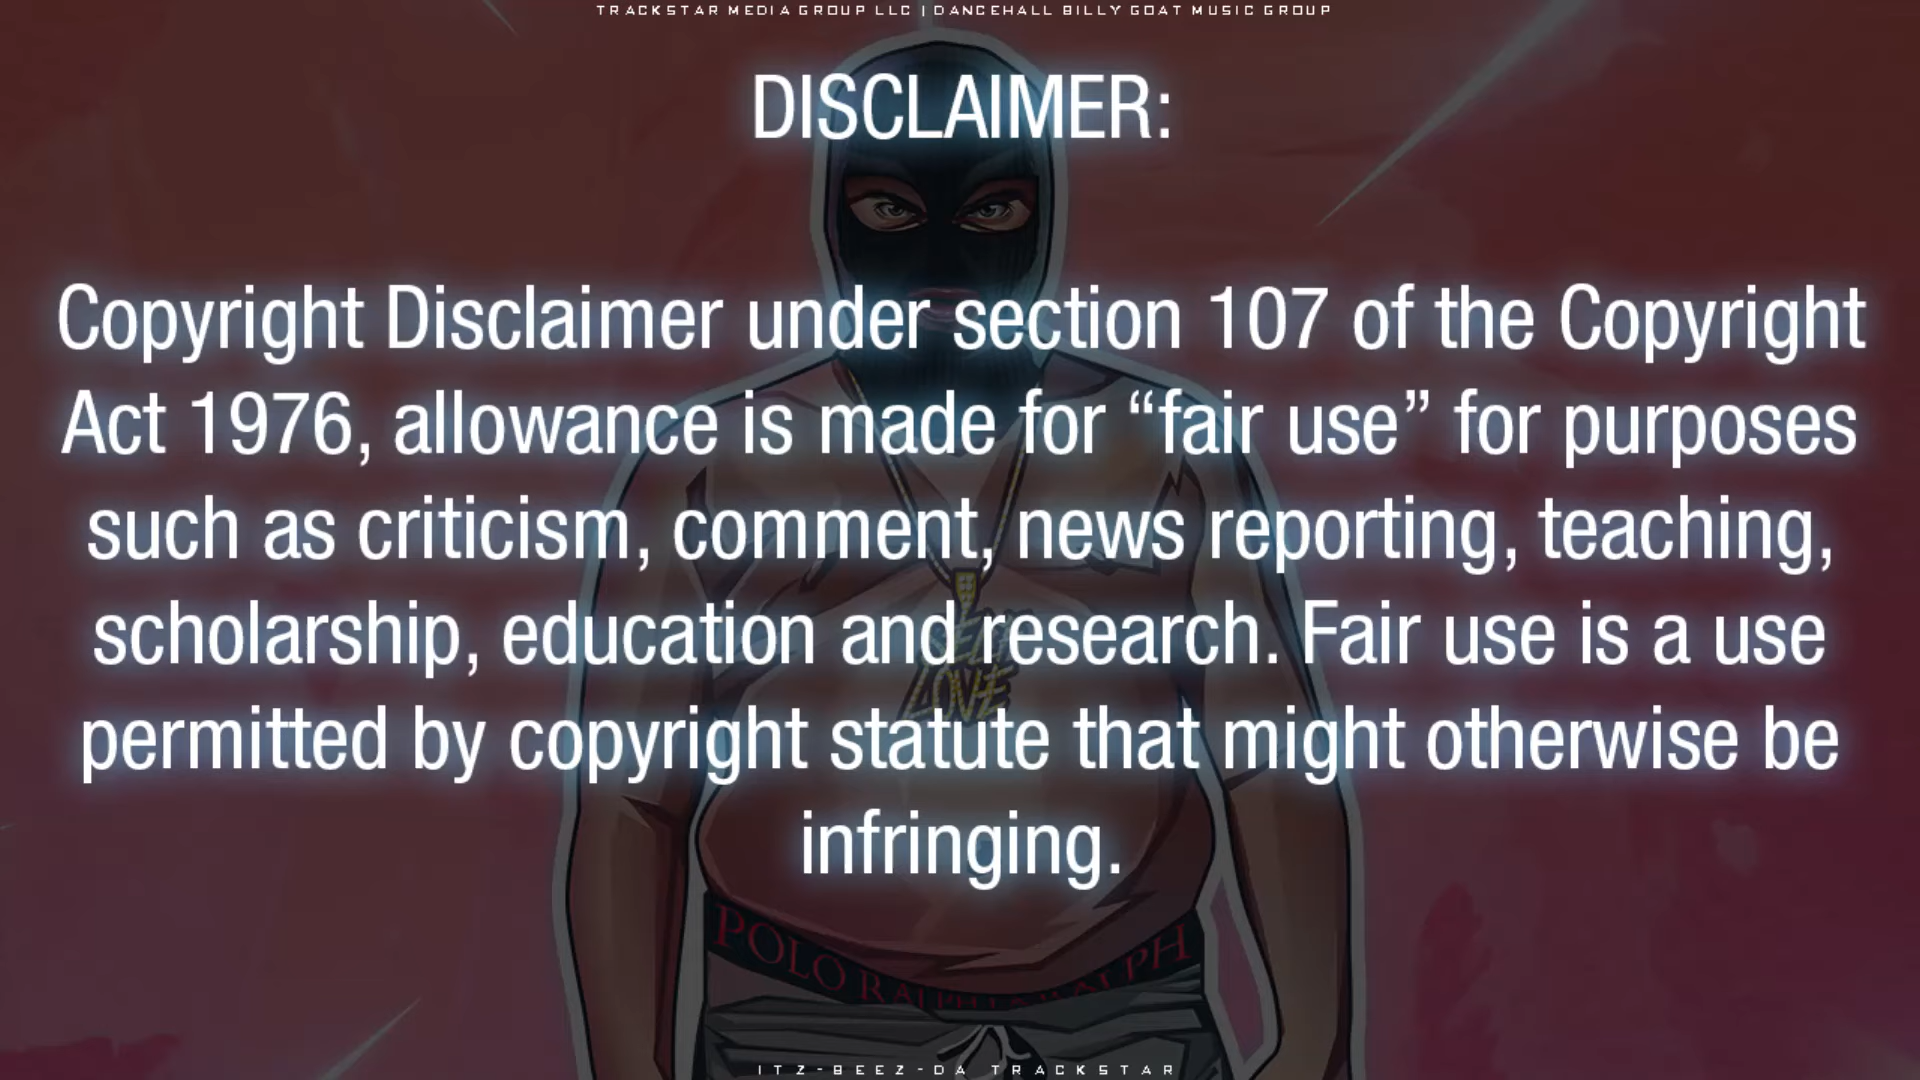 TRACKSTAR MEDIA GROUP LLC | DANCEHALL BILLY GOAT MUSIC GROUP
DISCLAIMER:
Copyright Disclaimer under section 107 of the Copyright
Act 1976, allowance is made for “fair use” for purposes
such as criticism, comment, news reporting, teaching,
scholarship, education and research. Fair use is a use
permitted by copyright statute that might otherwise be
infringing.
LOVE
POLO RALPH
ITZ-BEEZ-DA TRACKSTAR